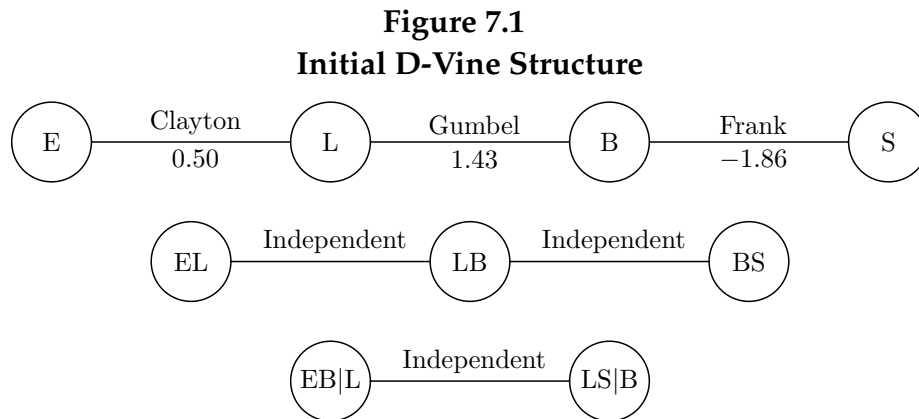 Figure 7.1
Initial D-Vine Structure
E Clayton 0.50 L Gumbel 1.43 B Frank −1.86 S
EL Independent LB Independent BS
EB|L Independent LS|B